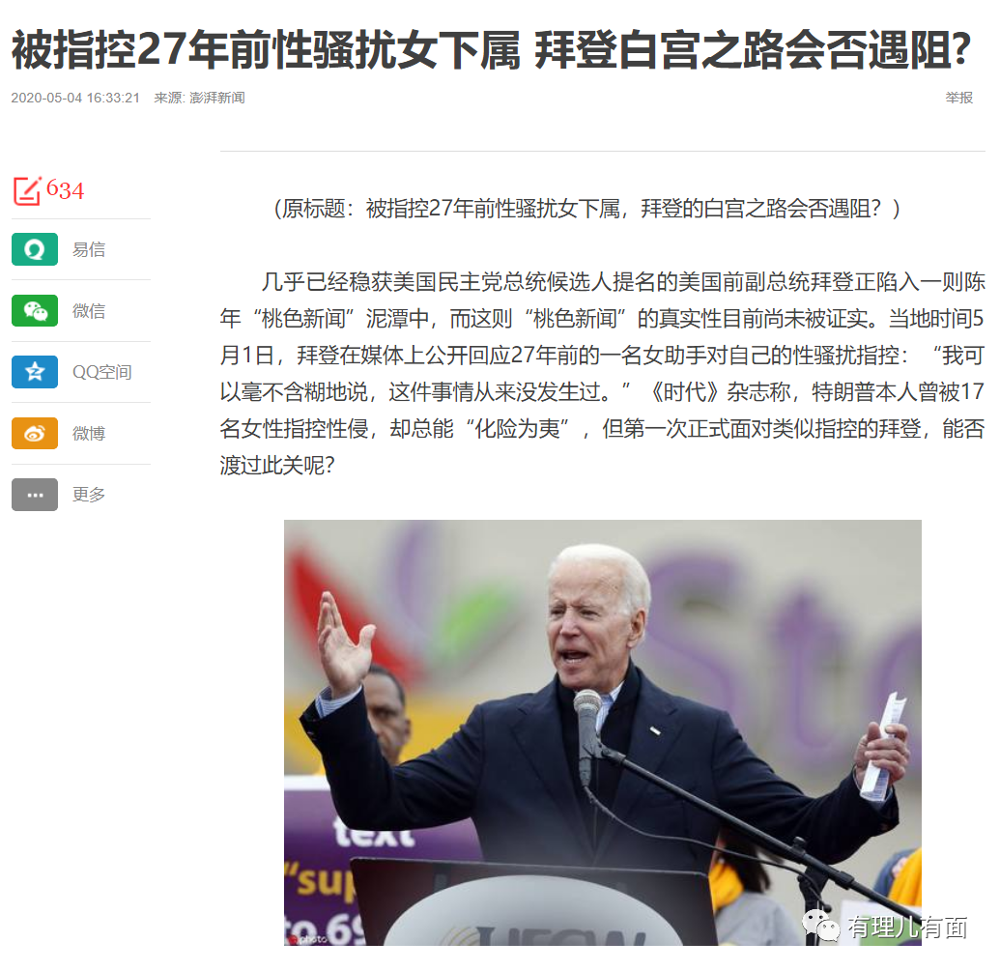 被指控27年前性骚扰女下属 拜登白宫之路会否遇阻?
2020-05-04 16:33:21 来源: 澎湃新闻 举报
634
易信
微信
QQ空间
微博
更多
（原标题：被指控27年前性骚扰女下属，拜登的白宫之路会否遇阻？）
几乎已经稳获美国民主党总统候选人提名的美国前副总统拜登正陷入一则陈
年“桃色新闻”泥潭中，而这则“桃色新闻”的真实性目前尚未被证实。当地时间5
月1日，拜登在媒体上公开回应27年前的一名女助手对自己的性骚扰指控：“我可
以毫不含糊地说，这件事情从来没发生过。”《时代》杂志称，特朗普本人曾被17
名女性指控性侵，却总能“化险为夷”，但第一次正式面对类似指控的拜登，能否
渡过此关呢？
St
text
“sup
to 69
UFCW
photo
有理儿有面